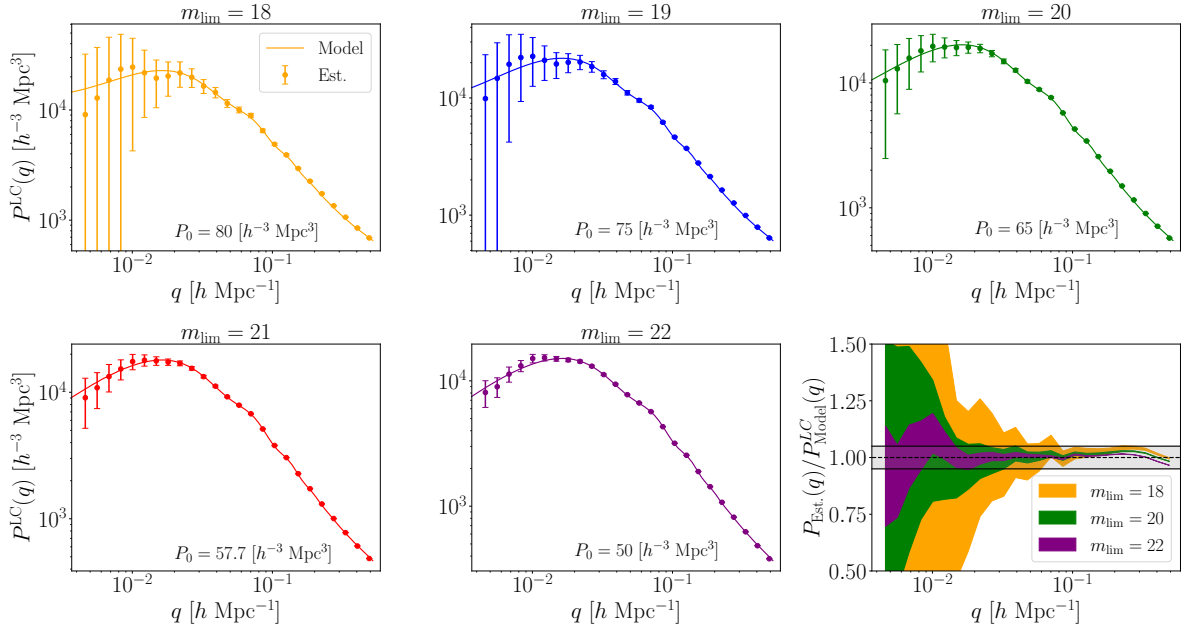 m_lim = 18
P^LC(q) [h^−3 Mpc^3]
10^4
10^3
Model
Est.
P_0 = 80 [h^−3 Mpc^3]
10^−2 10^−1
q [h Mpc^−1]
m_lim = 19
10^4
10^3
P_0 = 75 [h^−3 Mpc^3]
10^−2 10^−1
q [h Mpc^−1]
m_lim = 20
10^4
10^3
P_0 = 65 [h^−3 Mpc^3]
10^−2 10^−1
q [h Mpc^−1]
m_lim = 21
P^LC(q) [h^−3 Mpc^3]
10^4
10^3
P_0 = 57.7 [h^−3 Mpc^3]
10^−2 10^−1
q [h Mpc^−1]
m_lim = 22
10^4
10^3
P_0 = 50 [h^−3 Mpc^3]
10^−2 10^−1
q [h Mpc^−1]
P_Est.(q)/P^LC_Model(q)
1.50
1.25
1.00
0.75
0.50
m_lim = 18
m_lim = 20
m_lim = 22
10^−2 10^−1
q [h Mpc^−1]